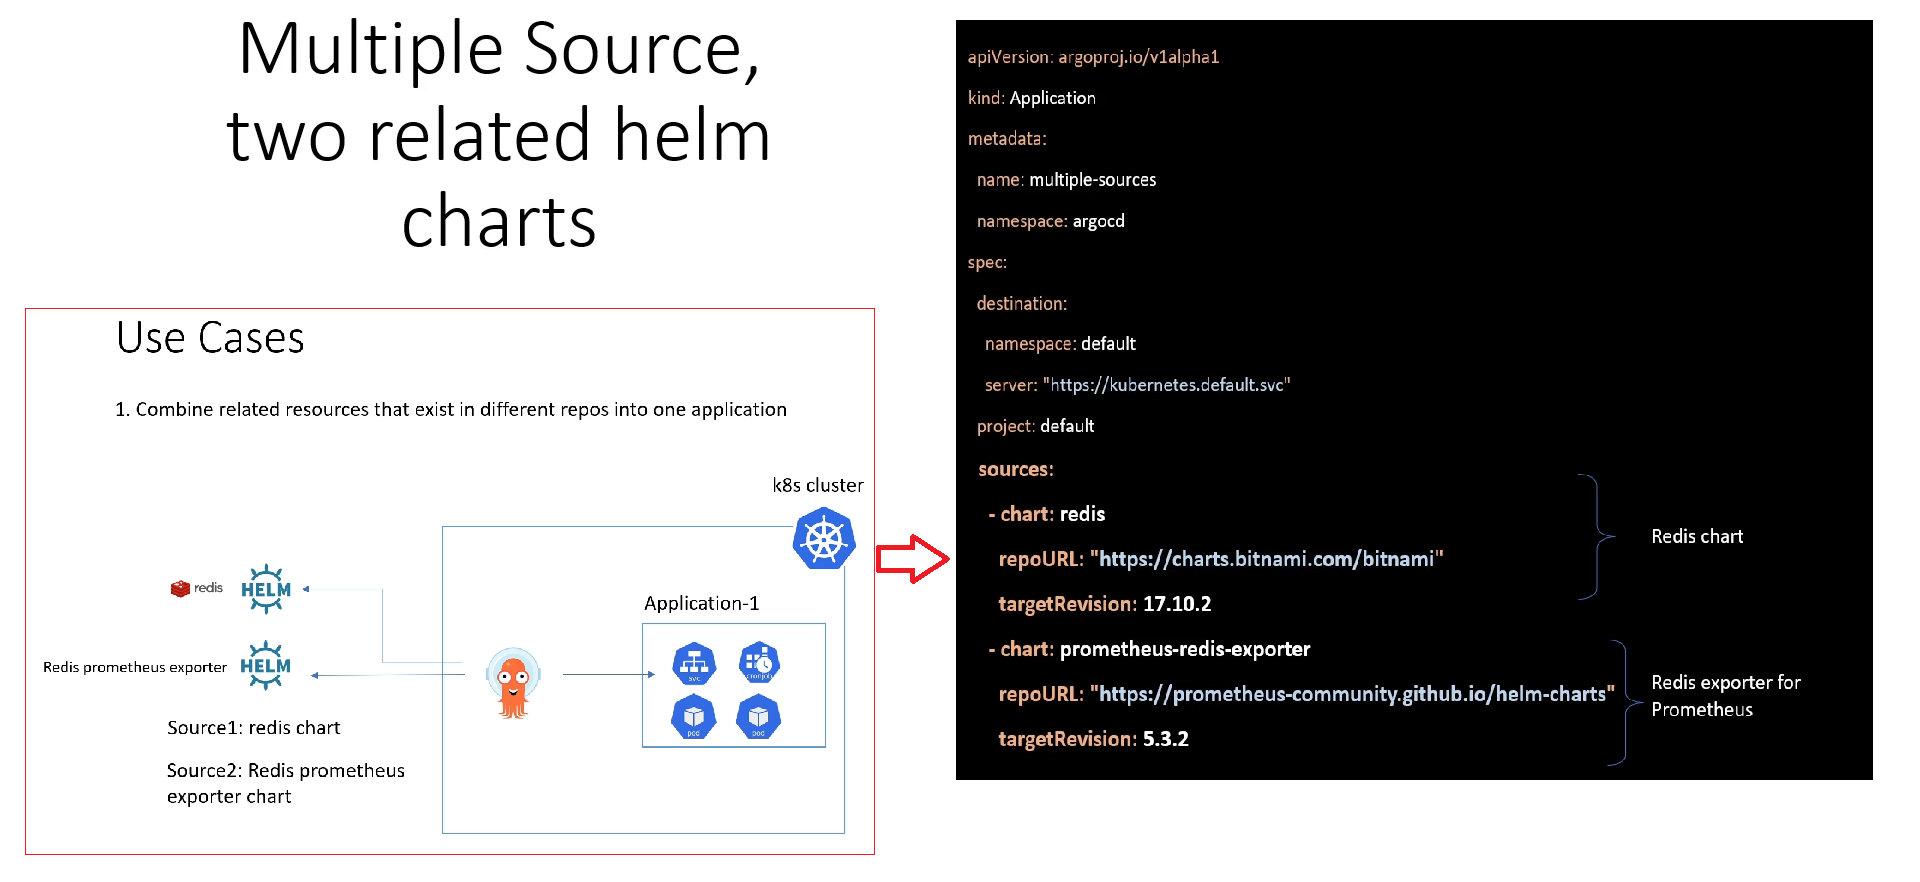 Multiple Source,
two related helm
charts
Use Cases
1. Combine related resources that exist in different repos into one application
k8s cluster
redis
HELM
Application-1
Redis prometheus exporter
HELM
svc
cronjob
pod
pod
Source1: redis chart
Source2: Redis prometheus
exporter chart
apiVersion: argoproj.io/v1alpha1
kind: Application
metadata:
name: multiple-sources
namespace: argocd
spec:
destination:
namespace: default
server: "https://kubernetes.default.svc"
project: default
sources:
- chart: redis
repoURL: "https://charts.bitnami.com/bitnami"
targetRevision: 17.10.2
- chart: prometheus-redis-exporter
repoURL: "https://prometheus-community.github.io/helm-charts"
targetRevision: 5.3.2
Redis chart
Redis exporter for
Prometheus